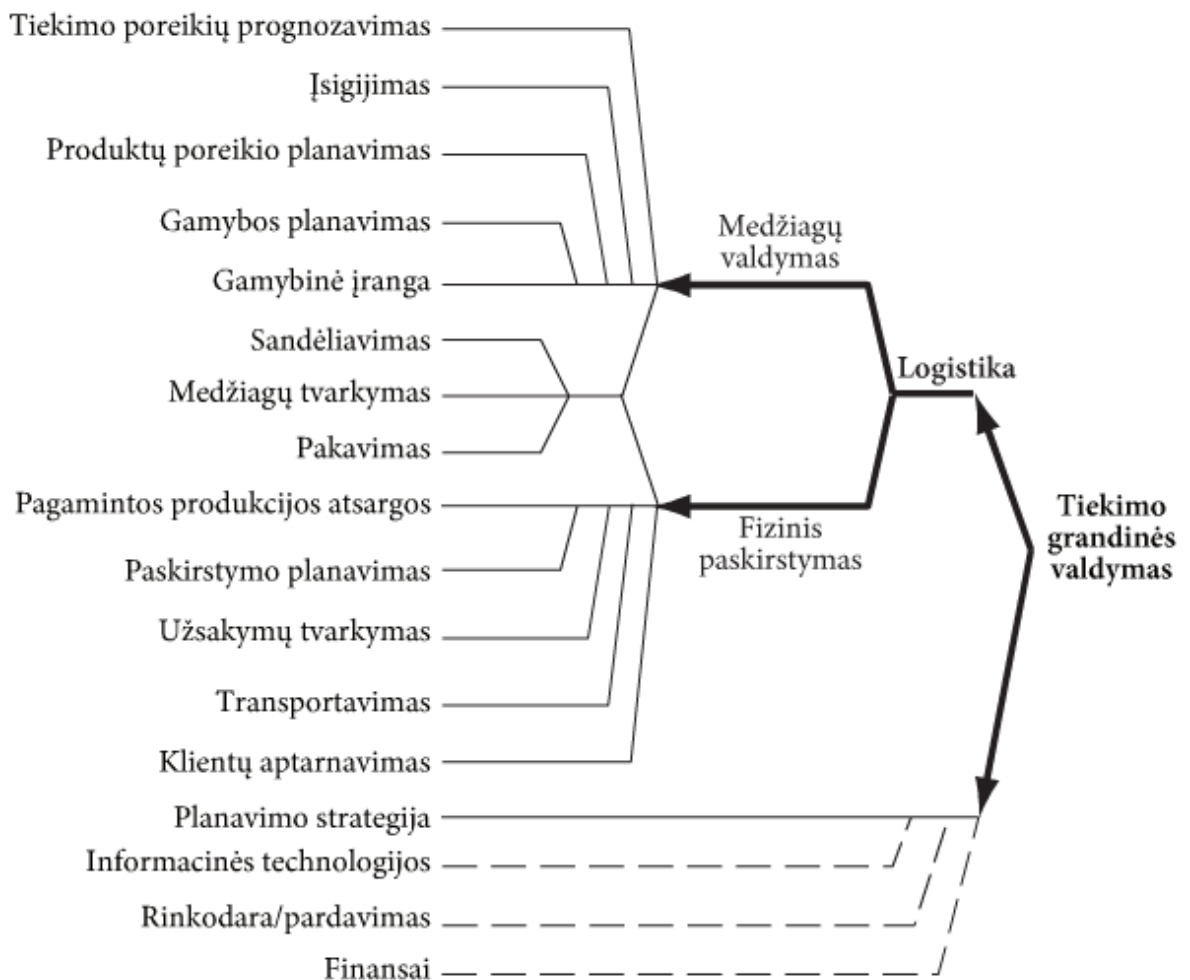 Tiekimo poreikių prognozavimas
Įsigijimas
Produktų poreikio planavimas
Gamybos planavimas
Gamybinė įranga
Sandėliavimas
Medžiagų tvarkymas
Pakavimas
Pagamintos produkcijos atsargos
Paskirstymo planavimas
Užsakymų tvarkymas
Transportavimas
Klientų aptarnavimas
Planavimo strategija
Informacinės technologijos
Rinkodara/pardavimas
Finansai
Medžiagų
valdymas
Fizinis
paskirstymas
Logistika
Tiekimo
grandinės
valdymas